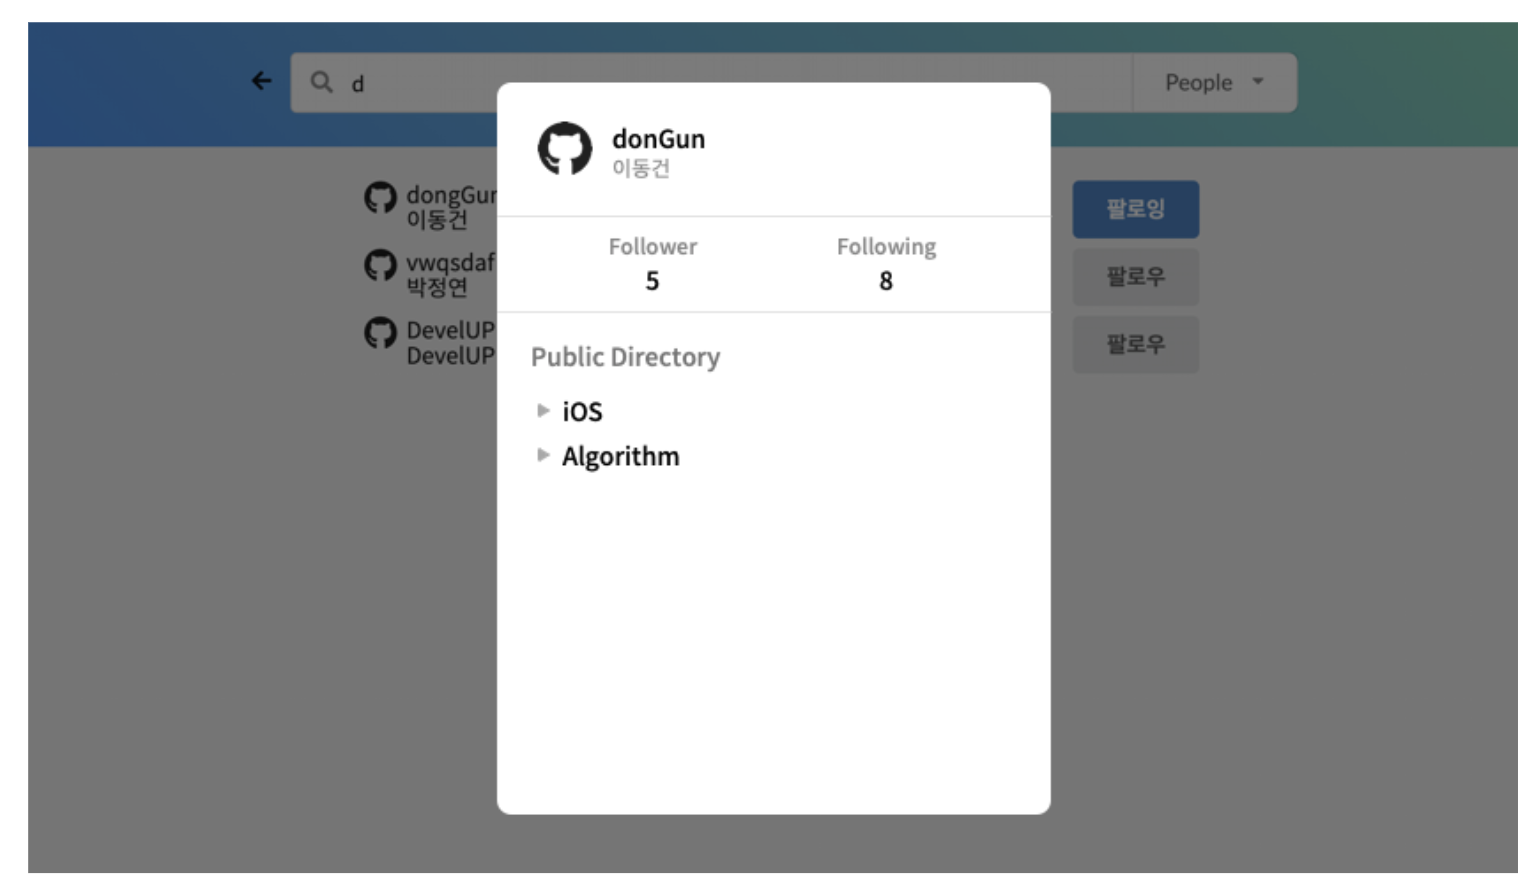 d
People
donGun
이동건
dongGun
이동건
팔로잉
Follower
Following
5
8
vwqsdaf
박정연
팔로우
DevelUP
DevelUP
팔로우
Public Directory
iOS
Algorithm